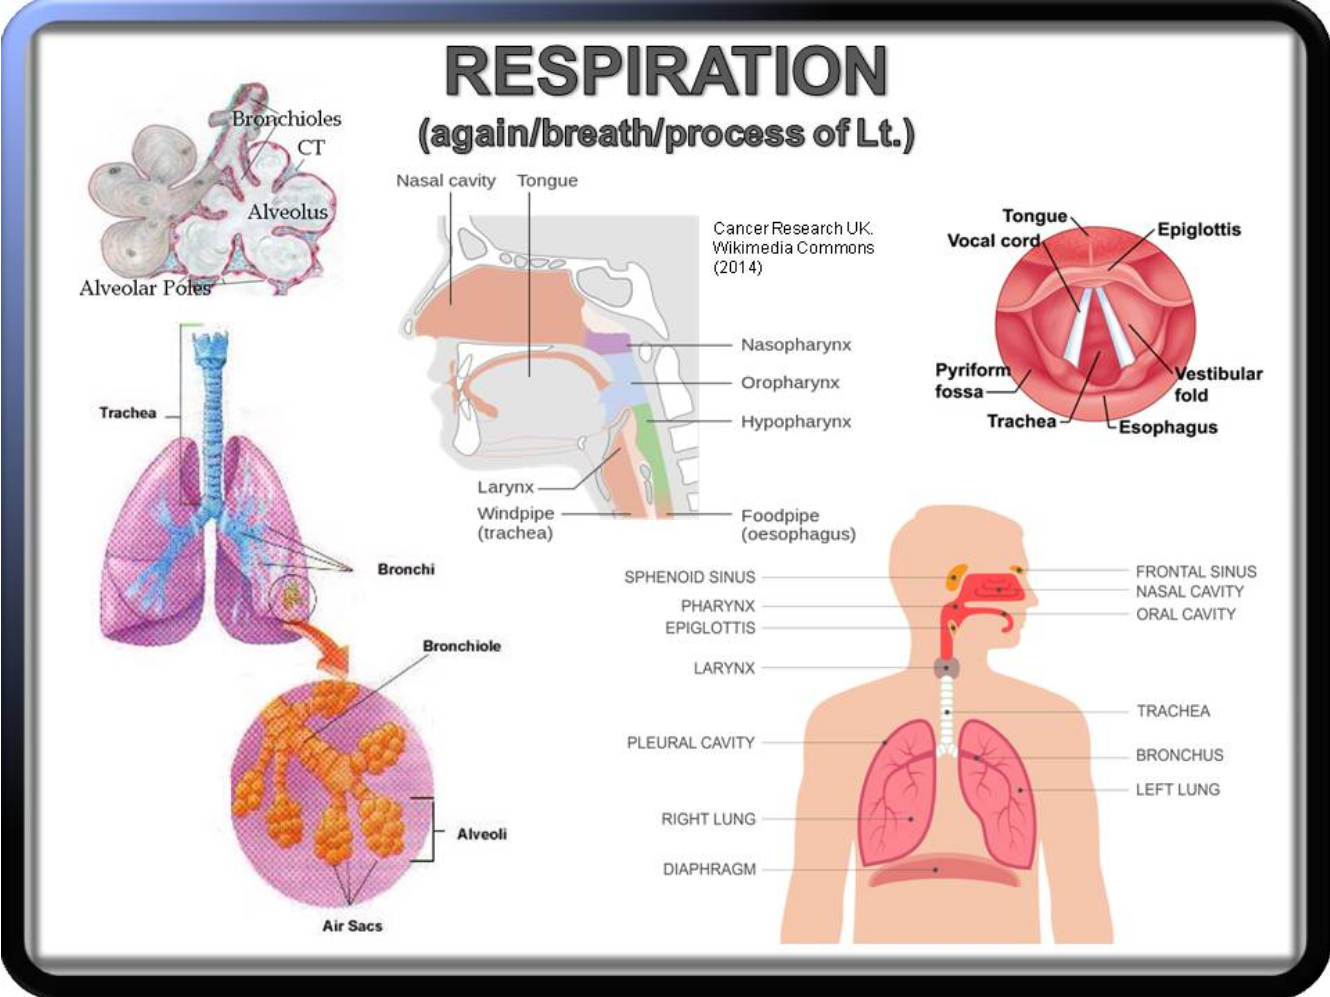 RESPIRATION
(again/breath/process of Lt.)
Bronchioles
CT
Alveolus
Alveolar Poles
Nasal cavity
Tongue
Cancer Research UK.
Wikimedia Commons
(2014)
Nasopharynx
Oropharynx
Hypopharynx
Larynx
Windpipe
(trachea)
Foodpipe
(oesophagus)
Tongue
Vocal cord
Epiglottis
Pyriform
fossa
Trachea
Vestibular
fold
Esophagus
Trachea
Bronchi
Bronchiole
Alveoli
Air Sacs
SPHENOID SINUS
PHARYNX
EPIGLOTTIS
LARYNX
PLEURAL CAVITY
RIGHT LUNG
DIAPHRAGM
FRONTAL SINUS
NASAL CAVITY
ORAL CAVITY
TRACHEA
BRONCHUS
LEFT LUNG